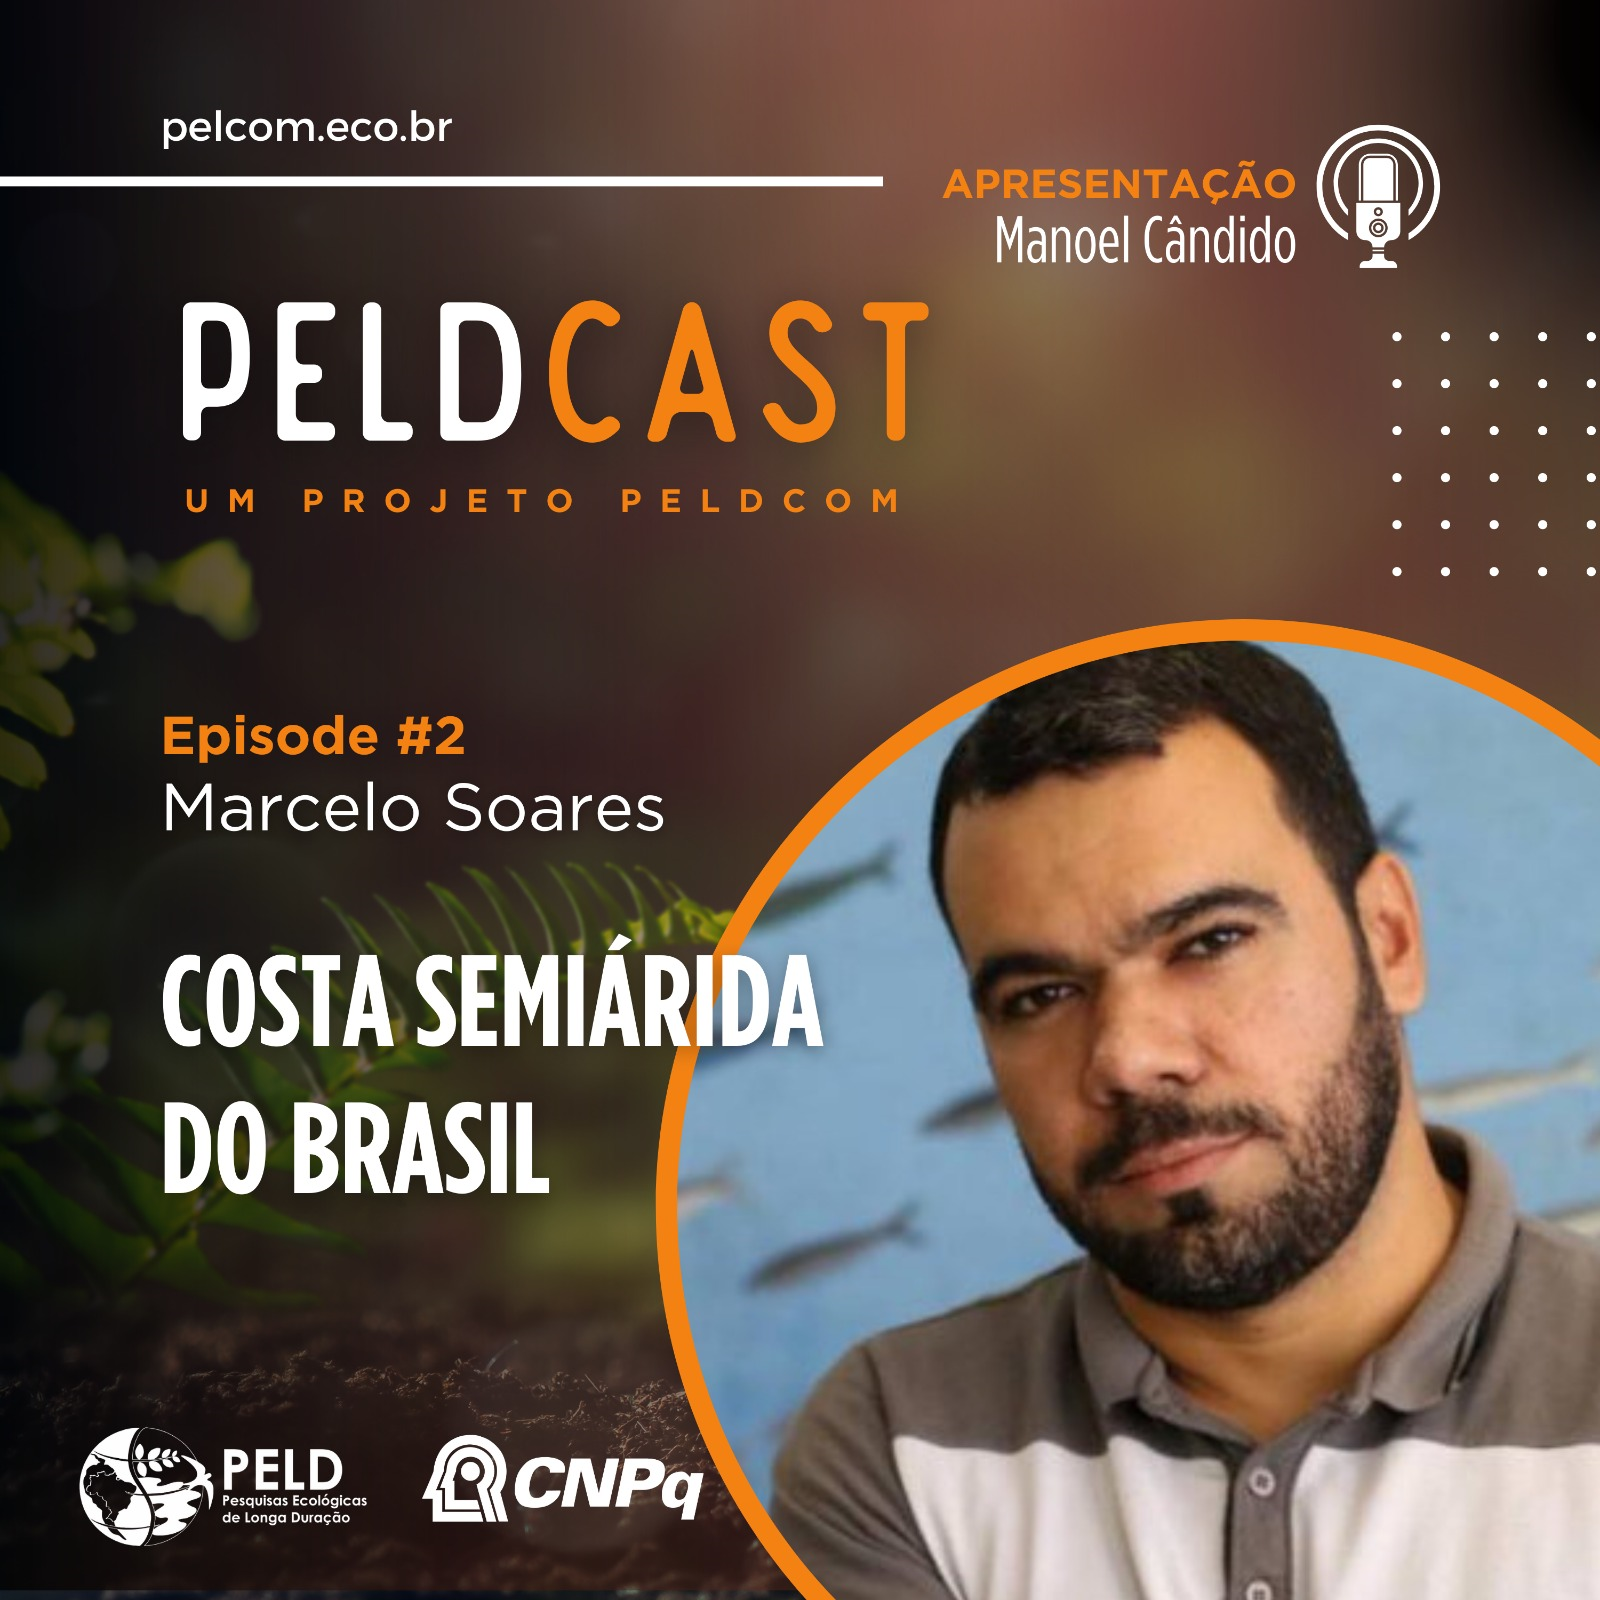 pelcom.eco.br
APRESENTAÇÃO
Manoel Cândido
PELDCAST
UM PROJETO PELDCOM
Episode #2
Marcelo Soares
COSTA SEMIÁRIDA
DO BRASIL
PELD
Pesquisas Ecológicas
de Longa Duração
CNPq